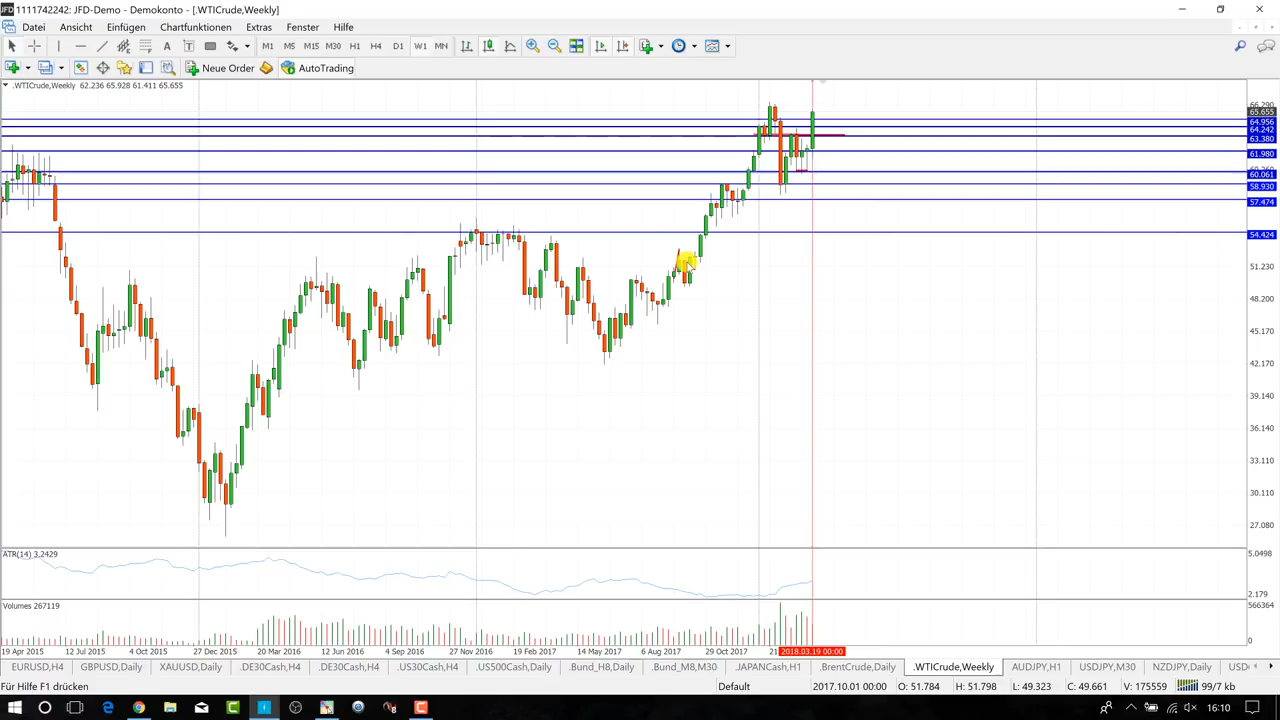 1111742242: JFD-Demo - Demokonto - [.WTICrude,Weekly]
Datei Ansicht Einfügen Chartfunktionen Extras Fenster Hilfe
M1 M5 M15 M30 H1 H4 D1 W1 MN
New Order AutoTrading
.WTICrude,Weekly 62.236 65.928 61.411 65.655
66.290
65.655
64.956
64.242
63.380
61.980
60.061
58.930
57.474
54.424
51.230
48.200
45.170
42.170
39.140
36.140
33.110
30.110
27.080
ATR(14) 3.2429
5.0498
2.179
Volumes 267119
566364
0
19 Apr 2015 12 Jul 2015 4 Oct 2015 27 Dec 2015 20 Mar 2016 12 Jun 2016 4 Sep 2016 27 Nov 2016 19 Feb 2017 14 May 2017 6 Aug 2017 29 Oct 2017 21 2018.03.19 00:00
EURUSD,H4 GBPUSD,Daily XAUUSD,Daily .DE30Cash,H4 .DE30Cash,H4 .US30Cash,H4 .US500Cash,Daily .Bund_H8,Daily .Bund_M8,M30 .JAPANCash,H1 .BrentCrude,Daily .WTICrude,Weekly AUDJPY,H1 USDJPY,M30 NZDJPY,Daily USD
Für Hilfe F1 drücken Default 2017.10.01 00:00 O: 51.784 H: 51.798 L: 49.323 C: 49.661 V: 175559 99/7 kb
16:10